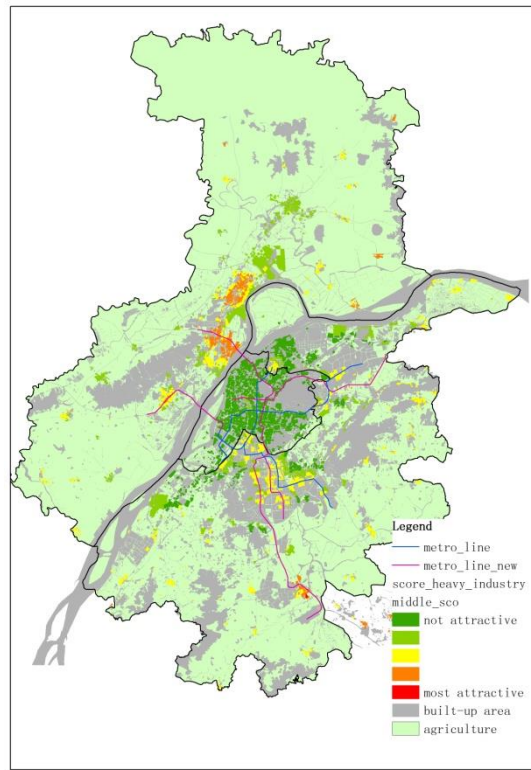 Legend
metro_line
metro_line_new
score_heavy_industry
middle_sco
not attractive
most attractive
built-up area
agriculture